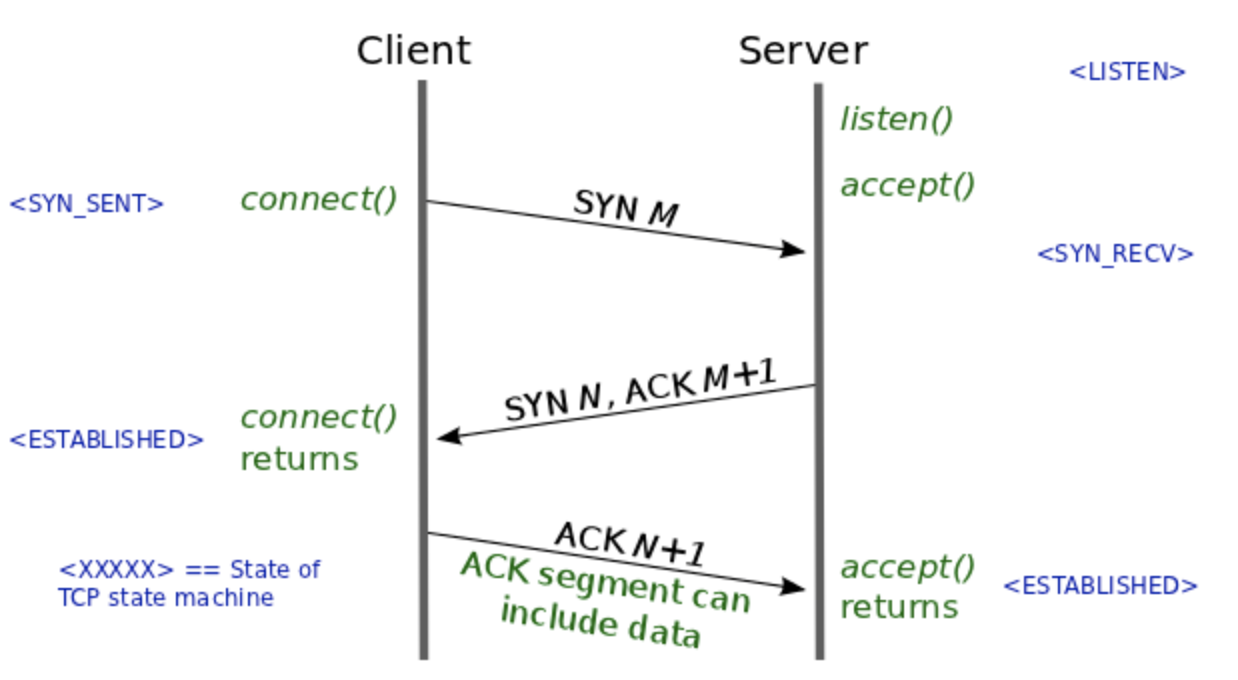 Client
Server
<LISTEN>
listen()
accept()
<SYN_SENT>
connect()
SYN M
<SYN_RECV>
SYN N, ACK M+1
<ESTABLISHED>
connect()
returns
ACK N+1
ACK segment can
include data
<XXXXX> == State of
TCP state machine
accept()
returns
<ESTABLISHED>